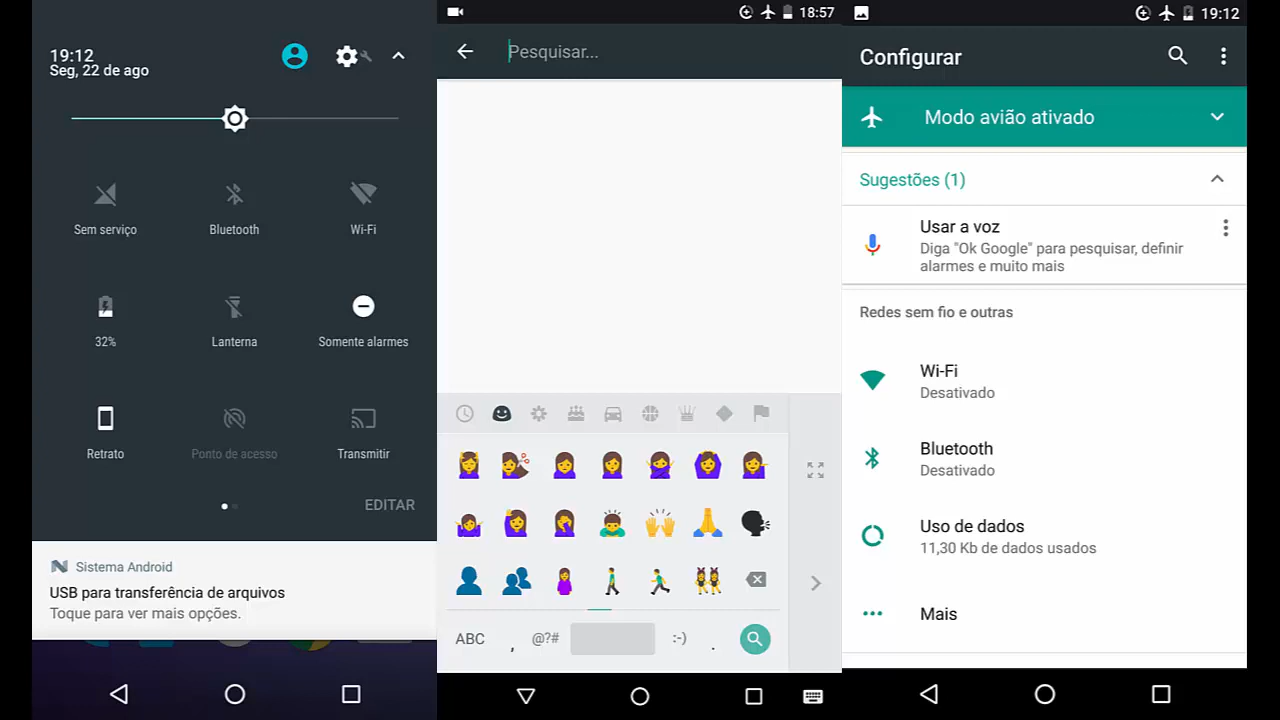 19:12
Seg, 22 de ago
Sem serviço
Bluetooth
Wi-Fi
32%
Lanterna
Somente alarmes
Retrato
Ponto de acesso
Transmitir
EDITAR
Sistema Android
USB para transferência de arquivos
Toque para ver mais opções.
18:57
Pesquisar...
ABC , @?# :-) .
19:12
Configurar
Modo avião ativado
Sugestões (1)
Usar a voz
Diga "Ok Google" para pesquisar, definir
alarmes e muito mais
Redes sem fio e outras
Wi-Fi
Desativado
Bluetooth
Desativado
Uso de dados
11,30 Kb de dados usados
Mais